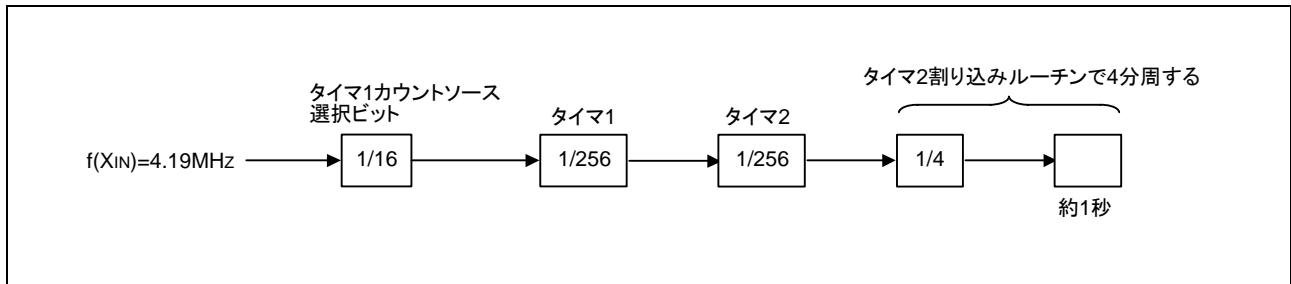 タイマ2割り込みルーチンで4分周する
タイマ1カウントソース
選択ビット
タイマ1
タイマ2
f(XIN)=4.19MHz
1/16
1/256
1/256
1/4
約1秒